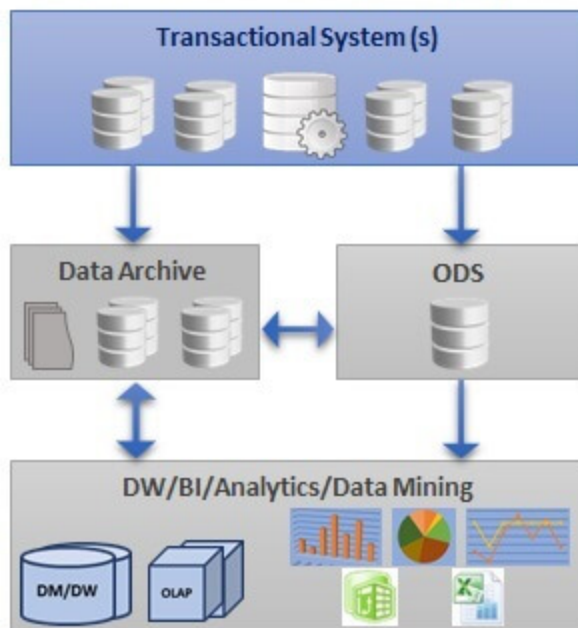 Transactional System (s)
Data Archive
ODS
DW/BI/Analytics/Data Mining
DM/DW
OLAP